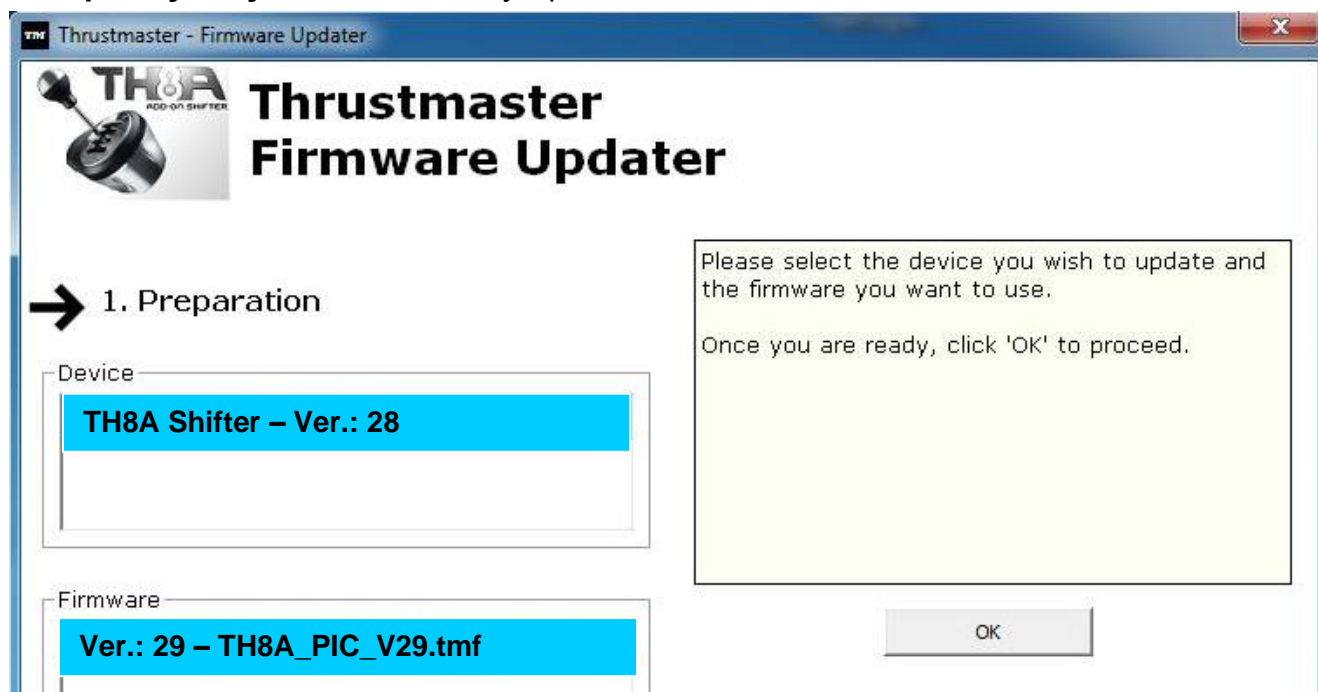 Thrustmaster - Firmware Updater
TH8A
ADD-ON SHIFTER
Thrustmaster
Firmware Updater
1. Preparation
Device
TH8A Shifter – Ver.: 28
Firmware
Ver.: 29 – TH8A_PIC_V29.tmf
Please select the device you wish to update and
the firmware you want to use.
Once you are ready, click 'OK' to proceed.
OK